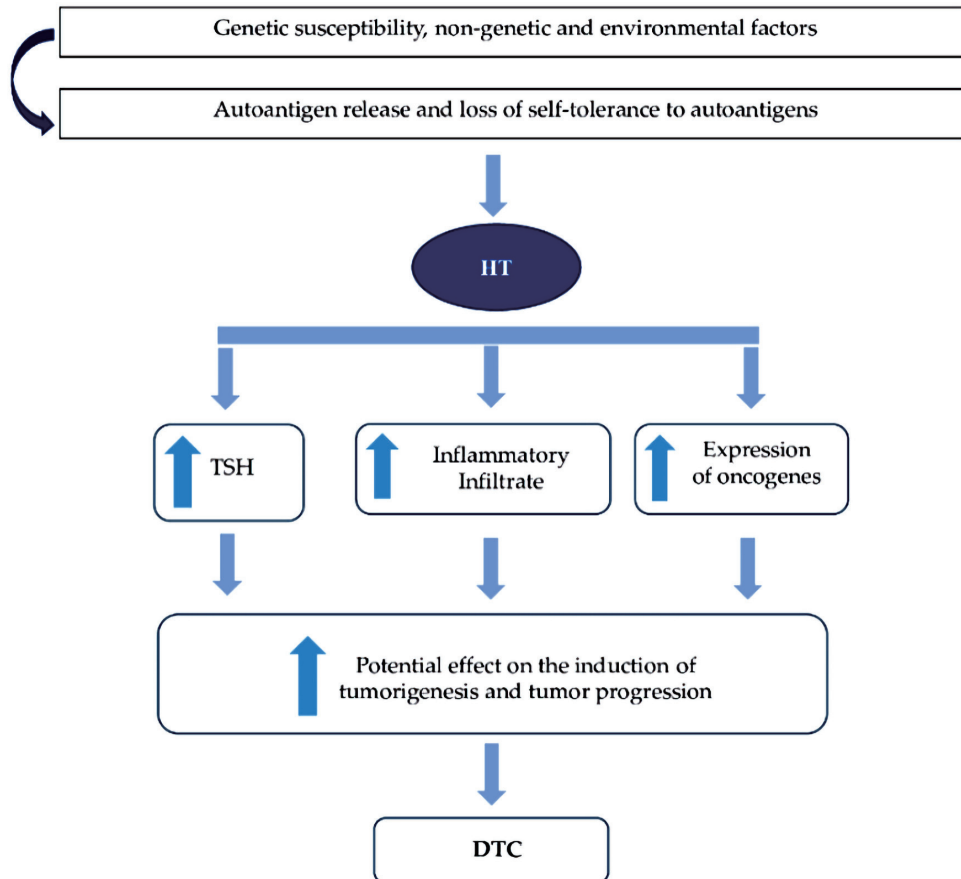 Genetic susceptibility, non-genetic and environmental factors
Autoantigen release and loss of self-tolerance to autoantigens
HT
TSH
Inflammatory
Infiltrate
Expression
of oncogenes
Potential effect on the induction of
tumorigenesis and tumor progression
DTC